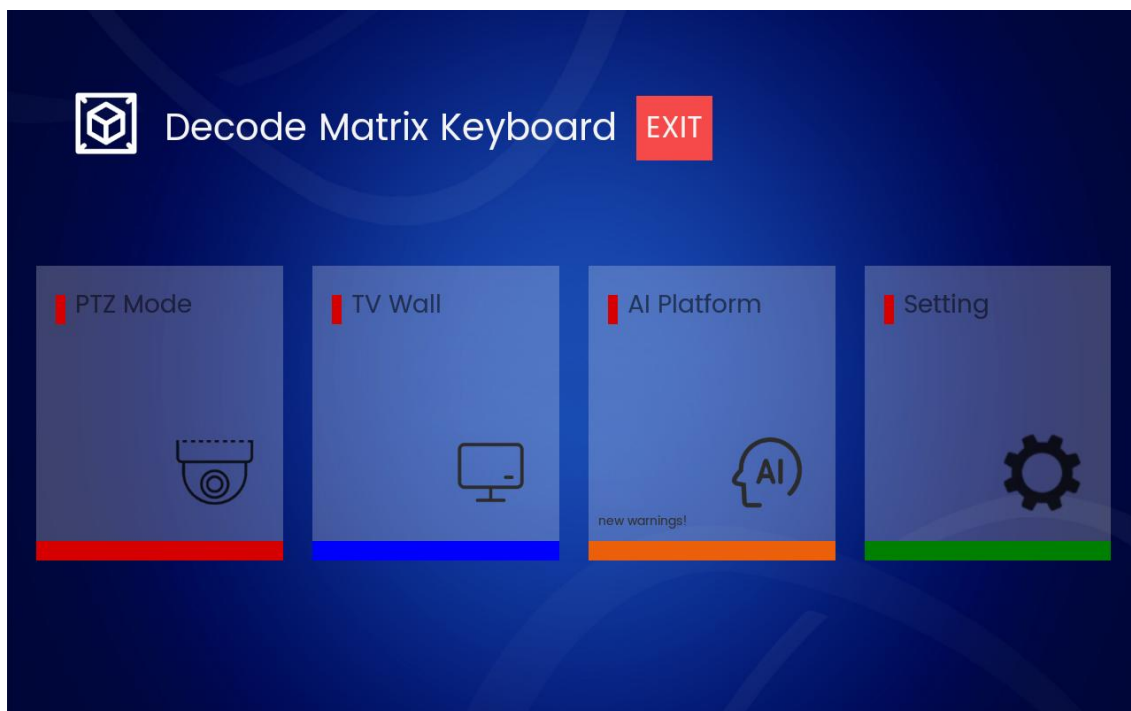 Decode Matrix Keyboard EXIT
PTZ Mode
TV Wall
AI Platform
Setting
AI
new warnings!